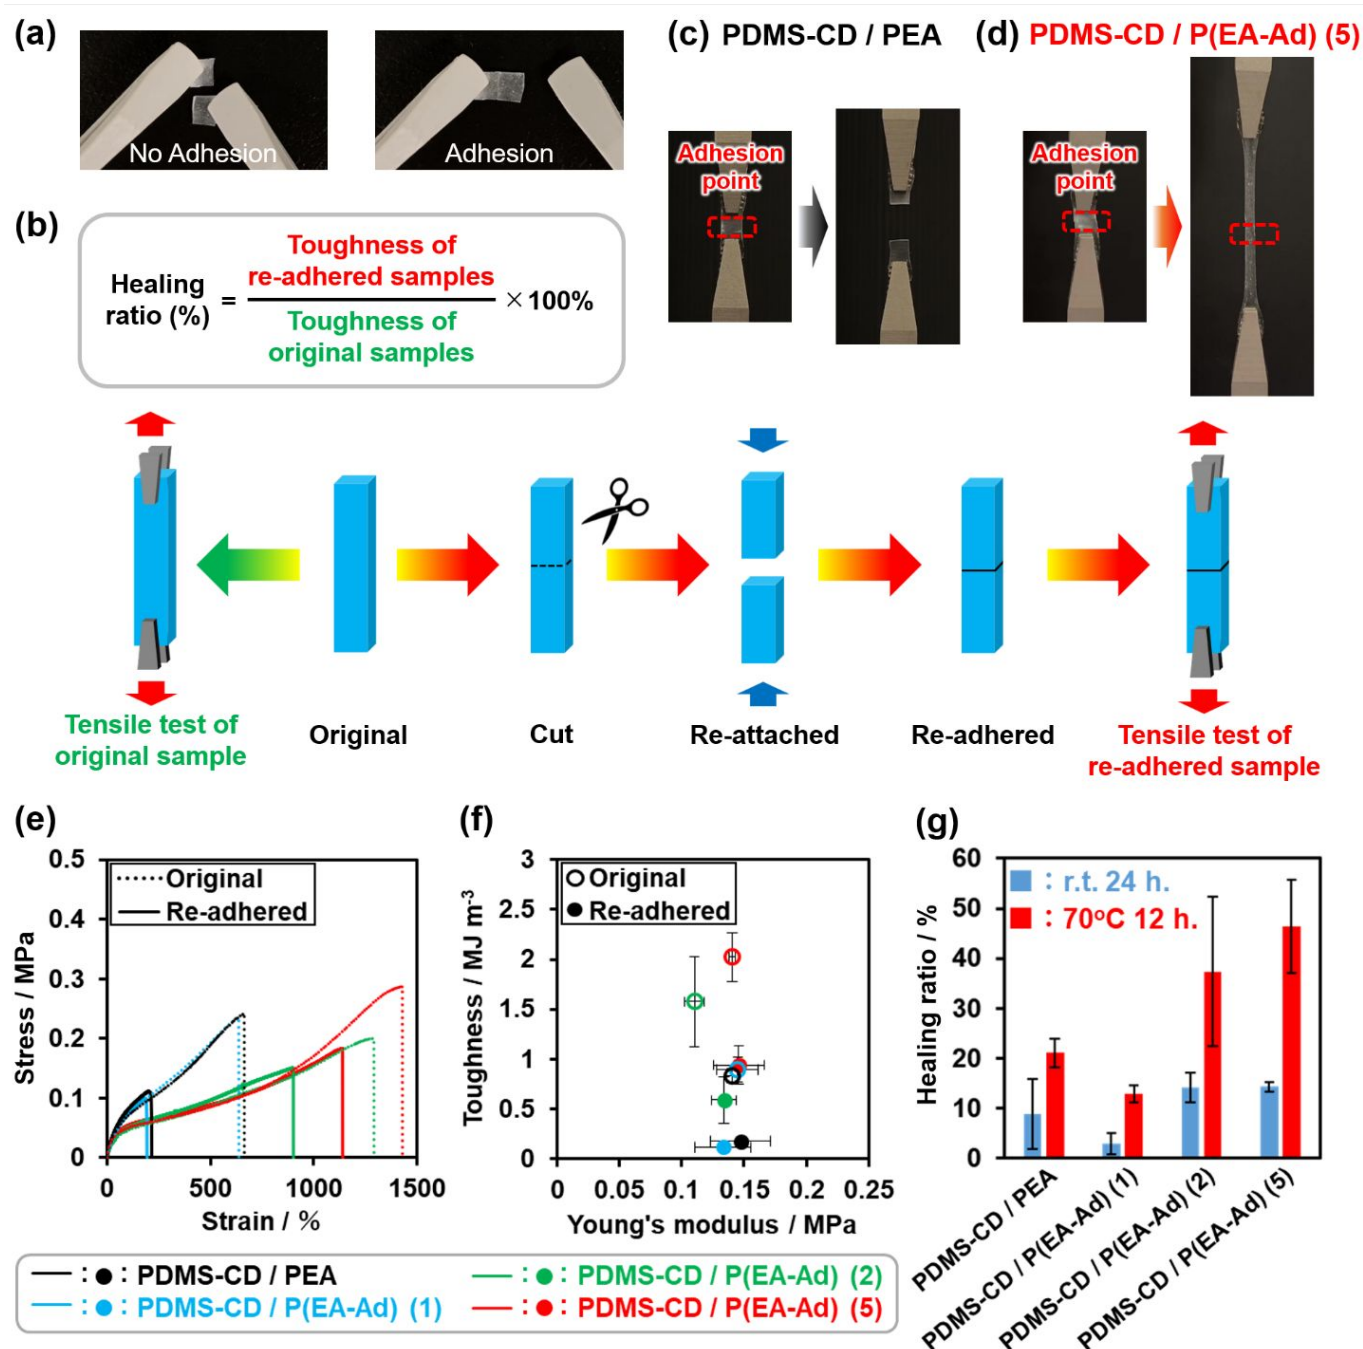 (a)
No Adhesion
Adhesion
(c) PDMS-CD / PEA
Adhesion
point
(d) PDMS-CD / P(EA-Ad) (5)
Adhesion
point
(b)
Healing
ratio (%)
=
Toughness of
re-adhered samples
Toughness of
original samples
×100%
Tensile test of
original sample
Original
Cut
Re-attached
Re-adhered
Tensile test of
re-adhered sample
(e)
Stress / MPa
0.5
0.4
0.3
0.2
0.1
0
Original
Re-adhered
0 500 1000 1500
Strain / %
(f)
Toughness / MJ m⁻³
3
2.5
2
1.5
1
0.5
0
Original
Re-adhered
0 0.05 0.1 0.15 0.2 0.25
Young's modulus / MPa
(g)
Healing ratio / %
60
50
40
30
20
10
0
: r.t. 24 h.
: 70°C 12 h.
PDMS-CD / PEA
PDMS-CD / P(EA-Ad) (1)
PDMS-CD / P(EA-Ad) (2)
PDMS-CD / P(EA-Ad) (5)
: : PDMS-CD / PEA
: : PDMS-CD / P(EA-Ad) (2)
: : PDMS-CD / P(EA-Ad) (1)
: : PDMS-CD / P(EA-Ad) (5)